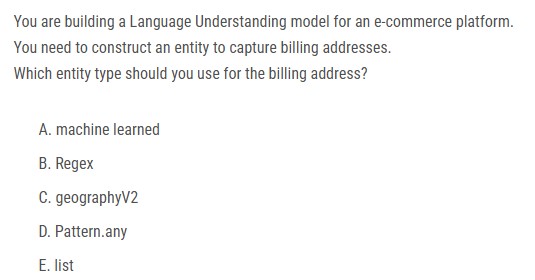 You are building a Language Understanding model for an e-commerce platform.
You need to construct an entity to capture billing addresses.
Which entity type should you use for the billing address?
A. machine learned
B. Regex
C. geographyV2
D. Pattern.any
E. list